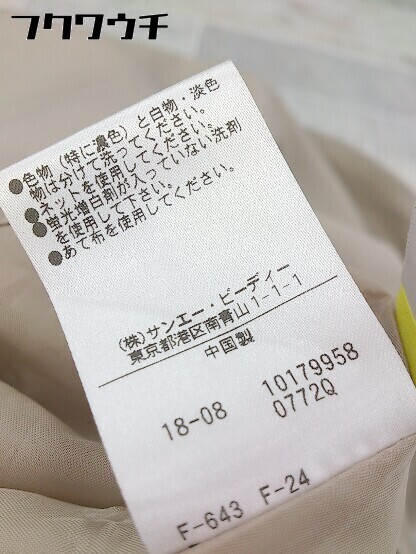 フクウウチ
●色物（特に濃色）と白物・淡色
物は分けて洗ってください。
●ネットを使用してください。
●蛍光増白剤が入っていない洗剤
を使用して下さい。
●あて布を使用してください。
(株)サンエー・ビーディー
東京都港区南青山1-1-1
中国製
18-08 10179958
0772Q
F-643 F-24